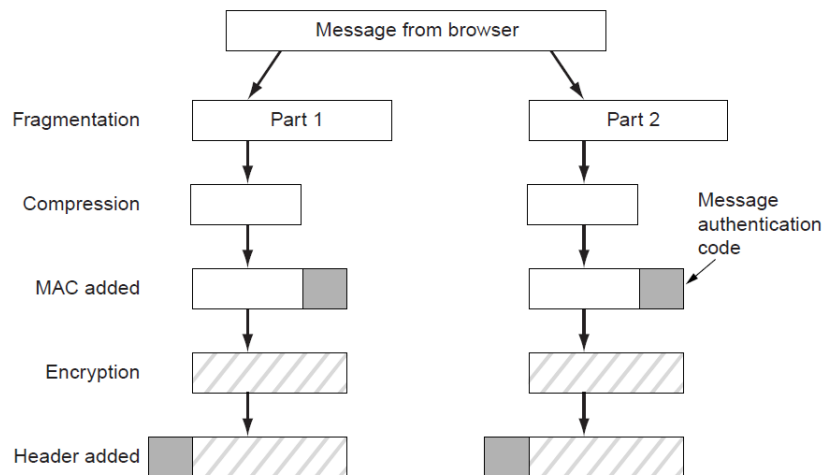 Message from browser
Fragmentation
Part 1
Part 2
Compression
Message
authentication
code
MAC added
Encryption
Header added